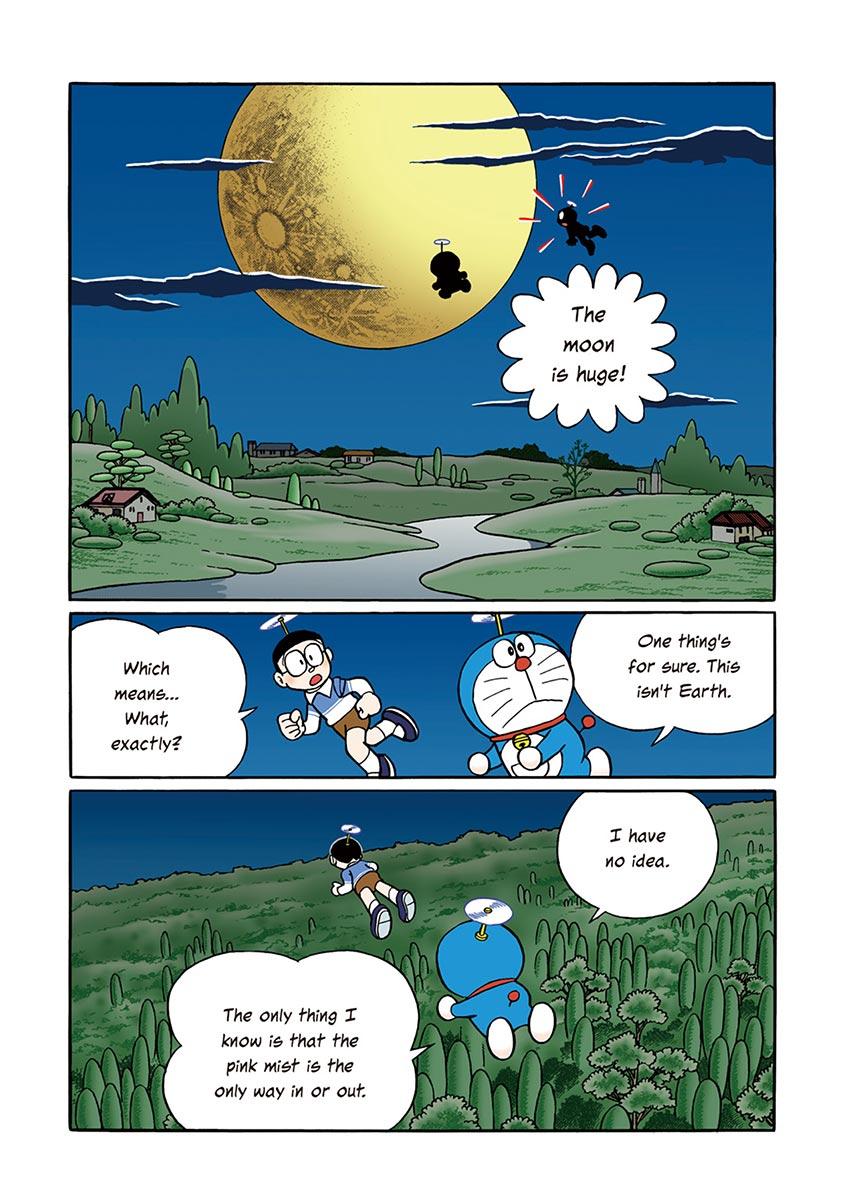 The
moon
is huge!
Which
means...
What,
exactly?
One thing's
for sure. This
isn't Earth.
I have
no idea.
The only thing I
know is that the
pink mist is the
only way in or out.